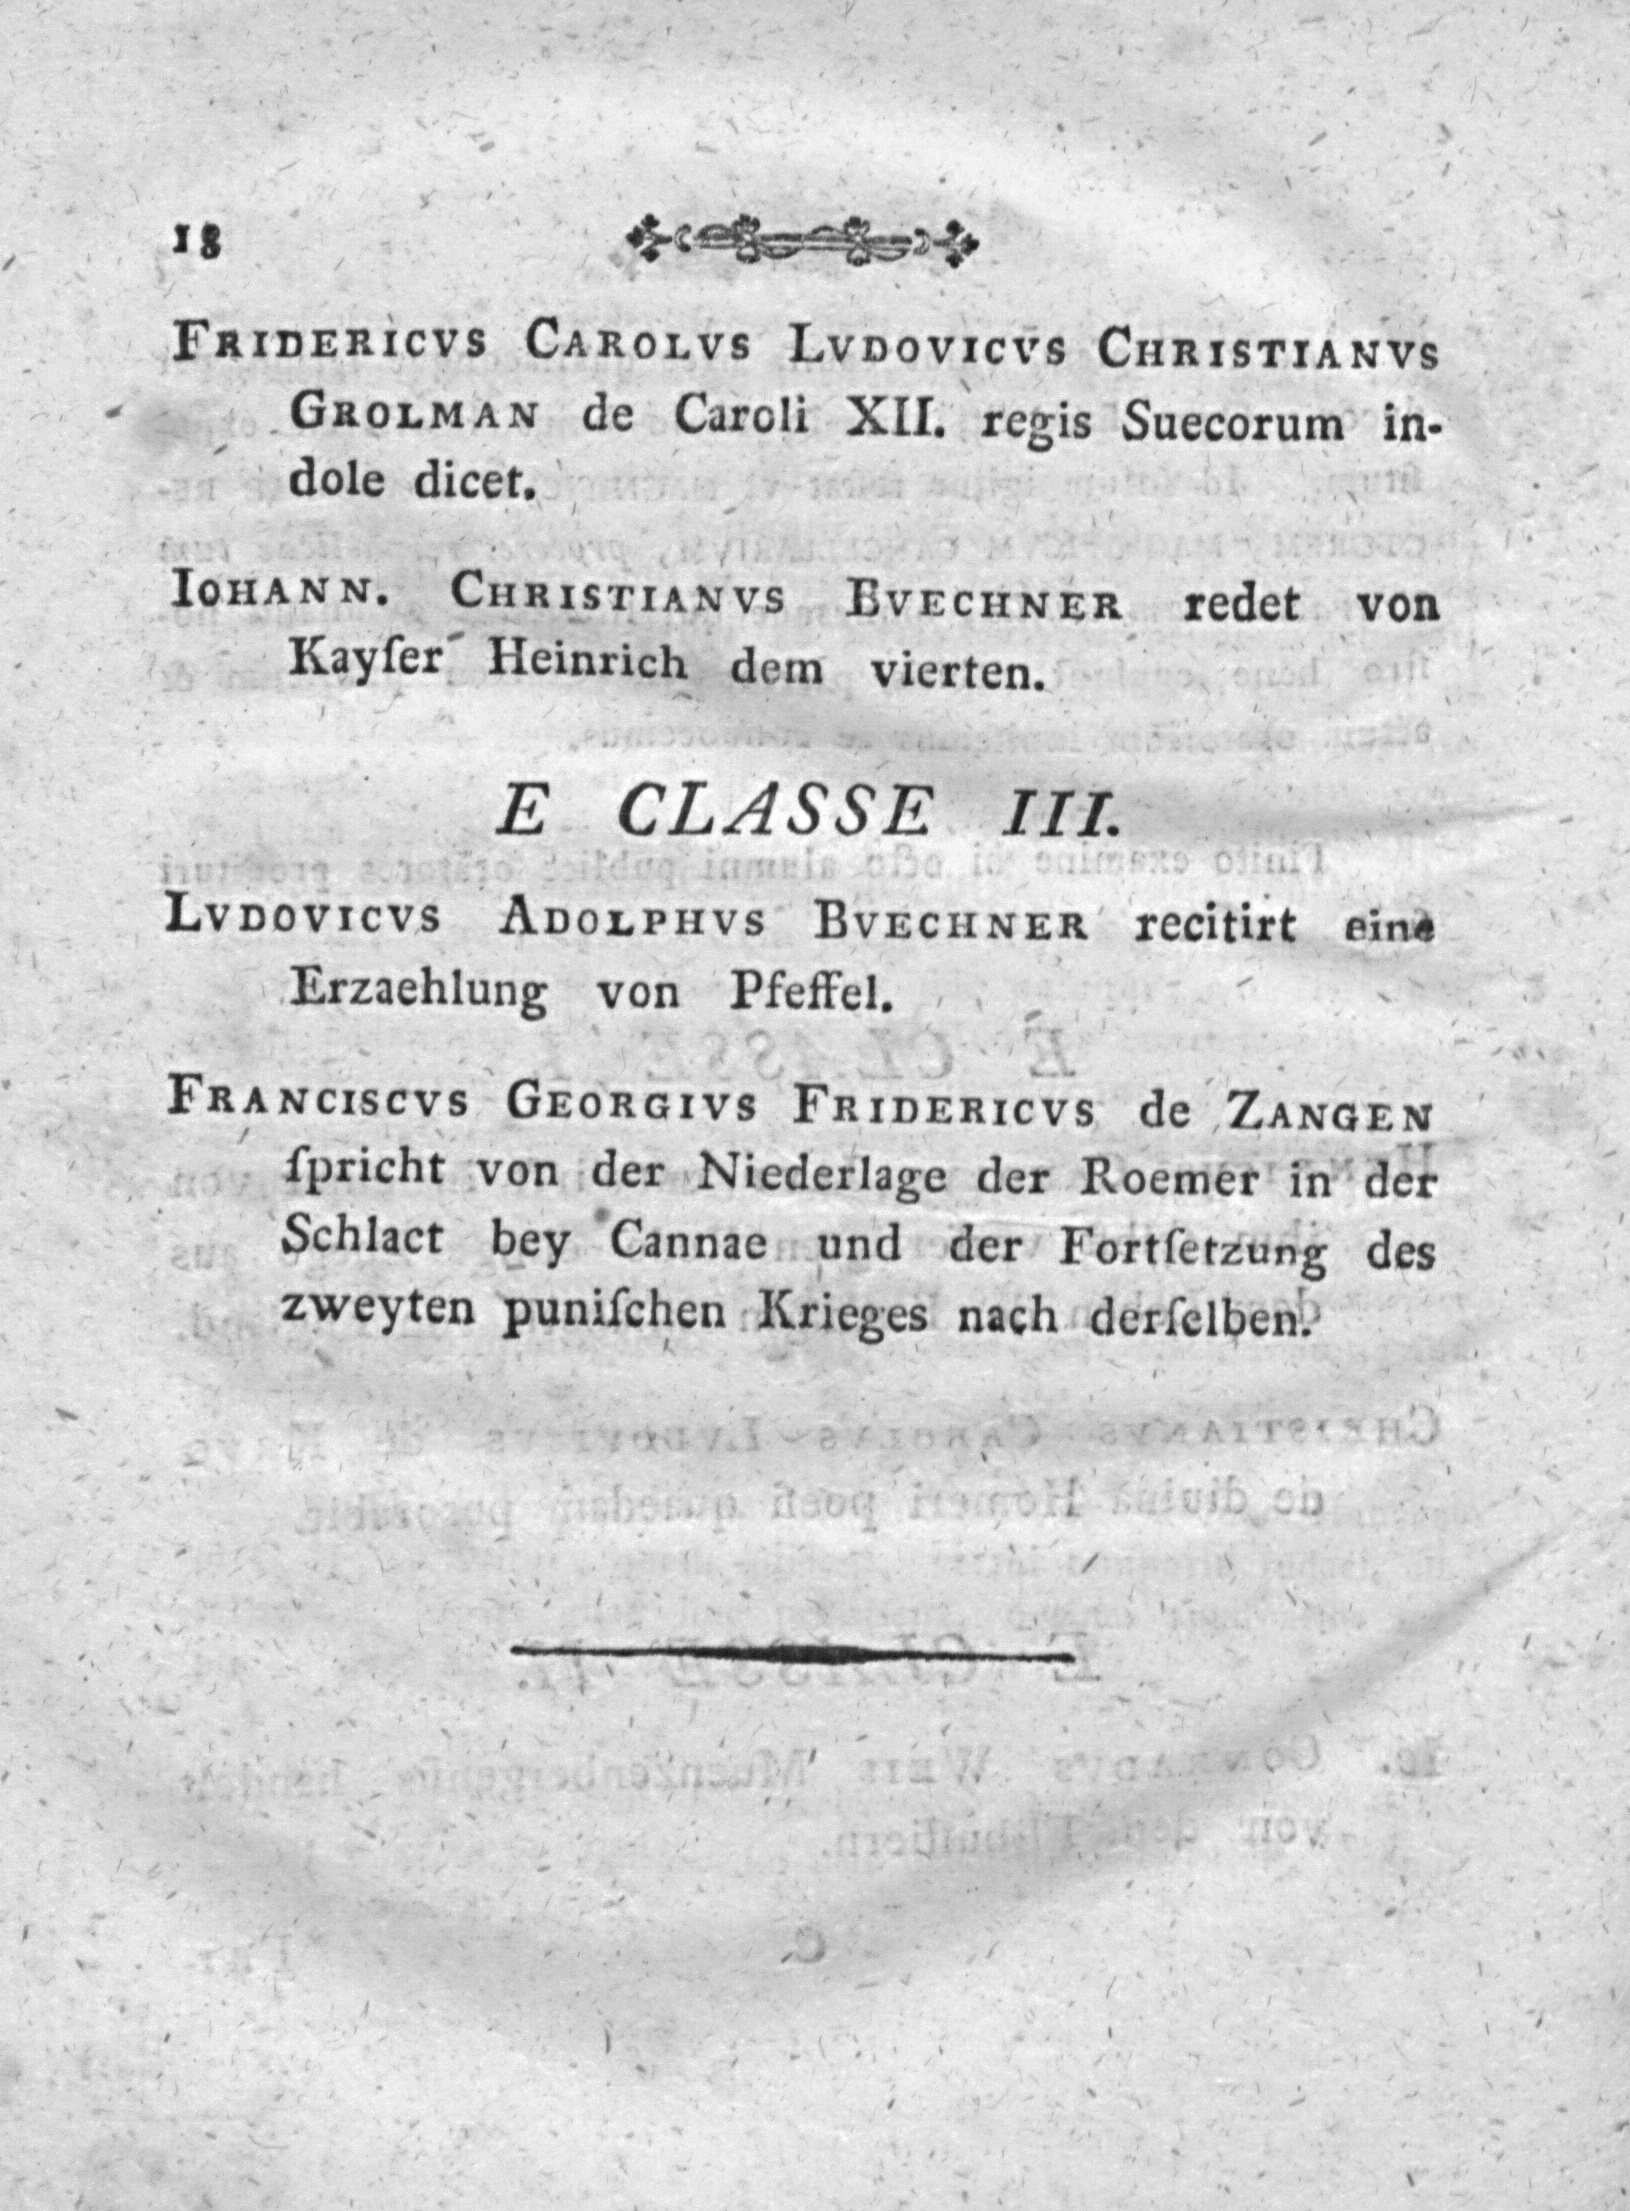 18
FRIDERICVS CAROLVS LVDOVICVS CHRISTIANVS
GROLMAN de Caroli XII. regis Suecorum in-
dole dicet.
IOHANN. CHRISTIANVS BVECHNER redet von
Kayſer Heinrich dem vierten.
E CLASSE III.
LVDOVICVS ADOLPHVS BVECHNER recitirt eine
Erzaehlung von Pfeffel.
FRANCISCVS GEORGIVS FRIDERICVS de ZANGEN
ſpricht von der Niederlage der Roemer in der
Schlact bey Cannae und der Fortſetzung des
zweyten puniſchen Krieges nach derſelben.